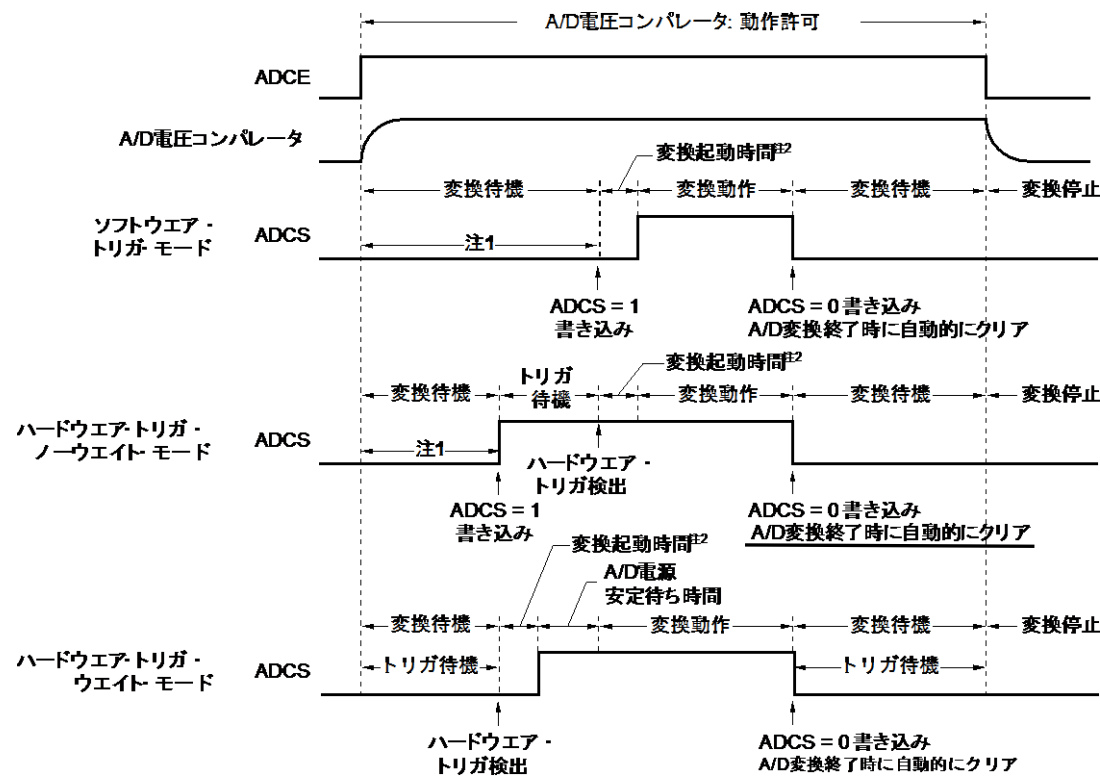 A/D電圧コンパレータ: 動作許可
ADCE
A/D電圧コンパレータ
変換起動時間注2
変換待機
変換動作
変換待機
変換停止
ソフトウエア・
トリガ・モード
ADCS
注1
ADCS = 1
書き込み
ADCS = 0 書き込み
A/D変換終了時に自動的にクリア
変換起動時間注2
変換待機
トリガ
待機
変換動作
変換待機
変換停止
ハードウエア・トリガ・
ノーウエイト・モード
ADCS
注1
ハードウエア・
トリガ検出
ADCS = 1
書き込み
ADCS = 0 書き込み
A/D変換終了時に自動的にクリア
変換起動時間注2
A/D電源
安定待ち時間
変換待機
変換動作
変換待機
変換停止
ハードウエア・トリガ・
ウエイト・モード
ADCS
トリガ待機
トリガ待機
ハードウエア・
トリガ検出
ADCS = 0 書き込み
A/D変換終了時に自動的にクリア